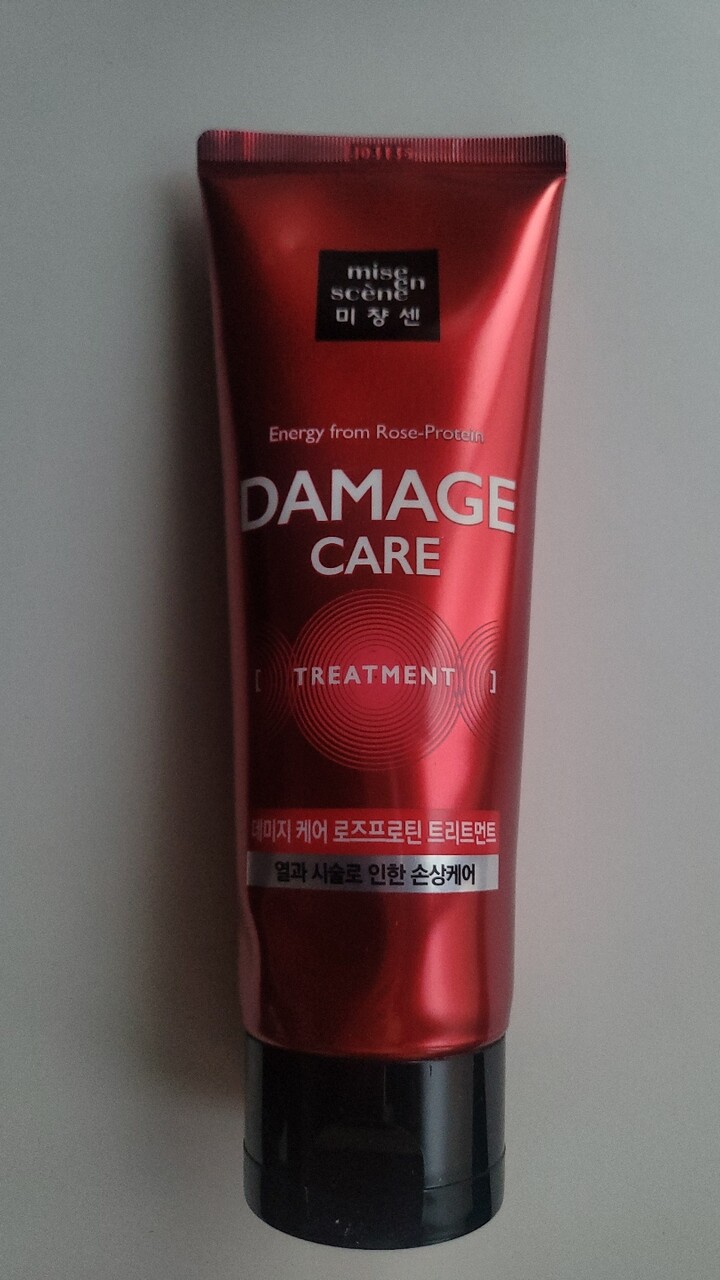 mise
en
scène
미쟝센
Energy from Rose-Protein
DAMAGE
CARE
[ TREATMENT ]
데미지 케어 로즈프로틴 트리트먼트
열과 시술로 인한 손상케어